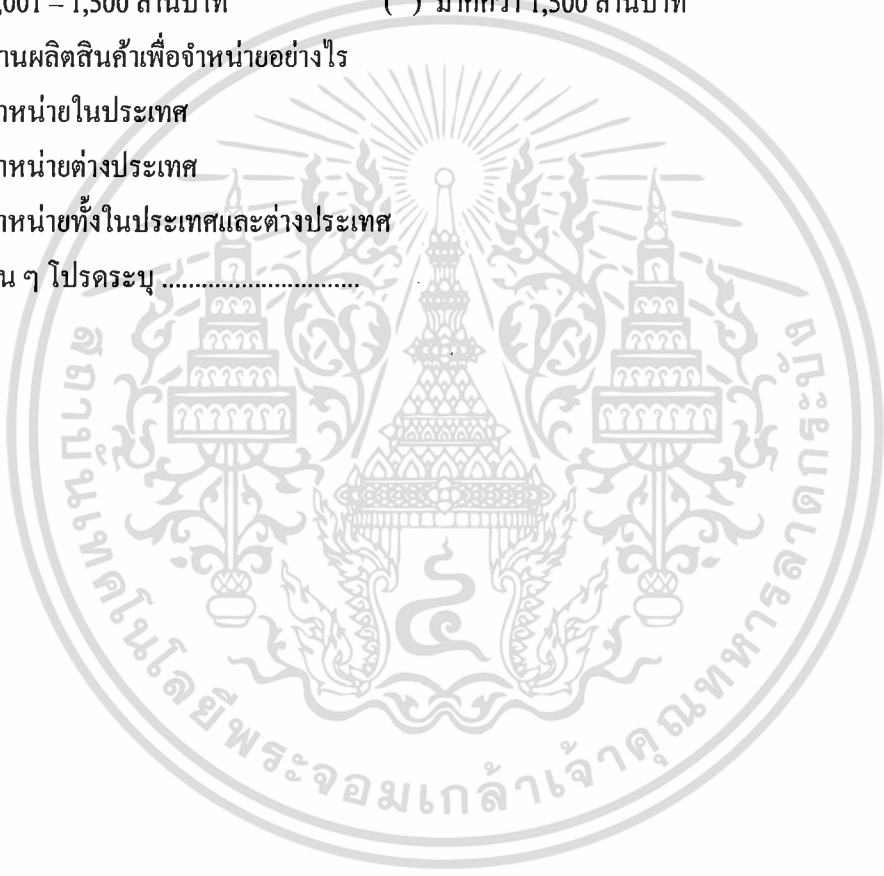 ,001 – 1,500 ล้านบาท ( ) มากกว่า 1,500 ล้านบาท
านผลิตสินค้าเพื่อจำหน่ายอย่างไร
าหน่ายในประเทศ
าหน่ายต่างประเทศ
าหน่ายทั้งในประเทศและต่างประเทศ
น ๆ โปรดระบุ ..............................
สถาบันเทคโนโลยีพระจอมเกล้าเจ้าคุณทหารลาดกระบัง
๔